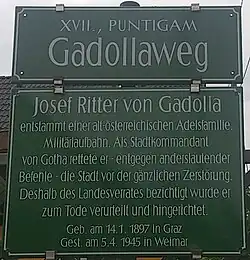 XVII., PUNTIGAM
Gadollaweg
Josef Ritter von Gadolla
entstammt einer alt-österreichischen Adelsfamilie.
Militärlaufbahn. Als Stadtkommandant
von Gotha rettete er - entgegen anderslautender
Befehle - die Stadt vor der gänzlichen Zerstörung.
Deshalb des Landesverrates bezichtigt wurde er
zum Tode verurteilt und hingerichtet.
Geb. am 14.1. 1897 in Graz
Gest. am 5.4. 1945 in Weimar